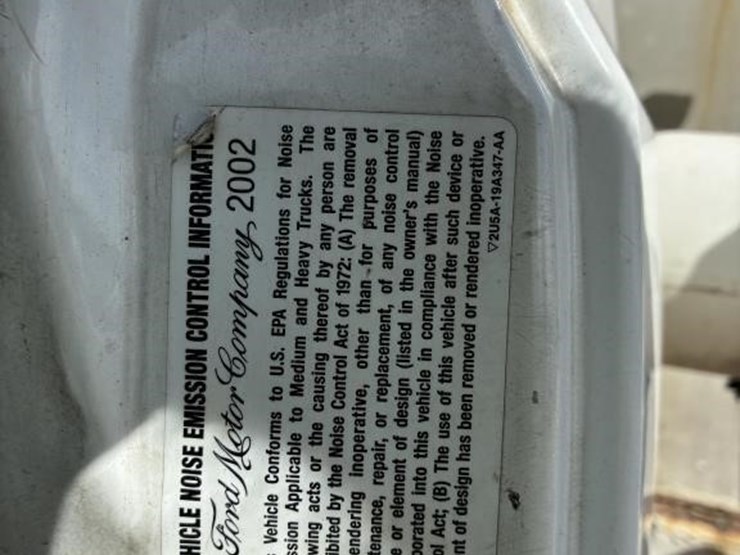 HICLE NOISE EMISSION CONTROL INFORMATI
Ford Motor Company 2002
Vehicle Conforms to U.S. EPA Regulations for Noise
ssion Applicable to Medium and Heavy Trucks. The
wing acts or the causing thereof by any person are
ibited by the Noise Control Act of 1972: (A) The removal
endering inoperative, other than for purposes of
tenance, repair, or replacement, of any noise control
e or element of design (listed in the owner's manual)
porated into this vehicle in compliance with the Noise
ol Act; (B) The use of this vehicle after such device or
nt of design has been removed or rendered inoperative.
▽2U5A-19A347-AA